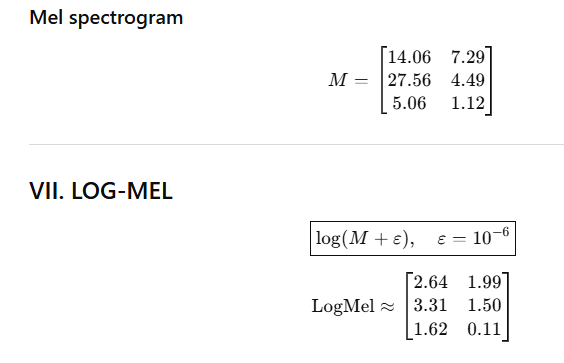 Mel spectrogram
M = [14.06 7.29
27.56 4.49
5.06 1.12]
VII. LOG-MEL
log(M + ε), ε = 10⁻⁶
LogMel ≈ [2.64 1.99
3.31 1.50
1.62 0.11]